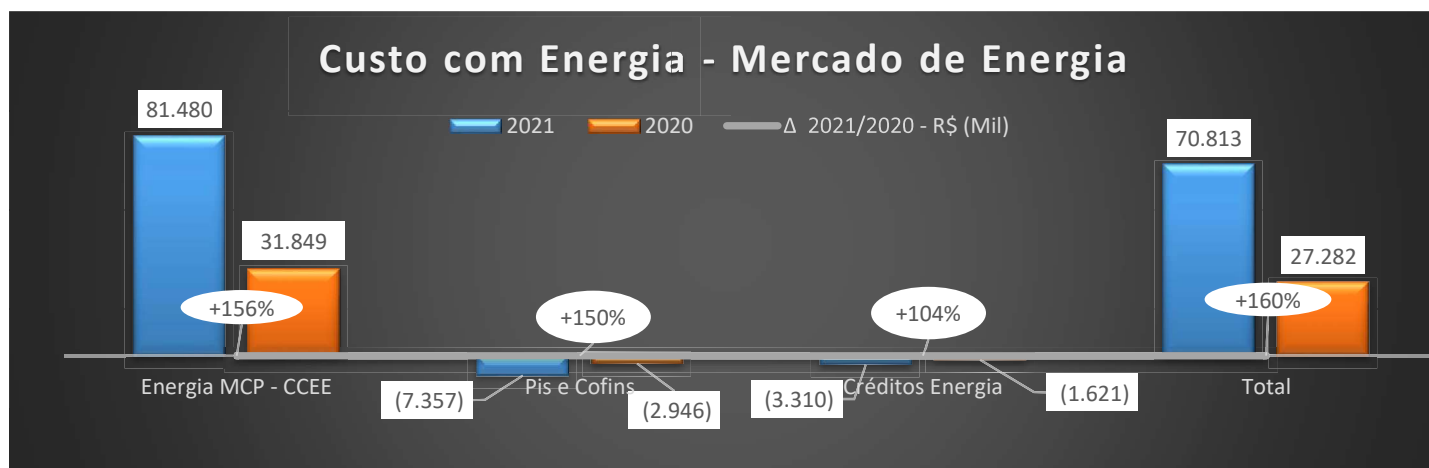 Custo com Energia - Mercado de Energia
2021 2020 Δ 2021/2020 - R$ (Mil)
81.480
31.849
+156%
Energia MCP - CCEE
+150%
(7.357)
Pis e Cofins
(2.946)
+104%
(3.310)
Créditos Energia
(1.621)
70.813
27.282
+160%
Total